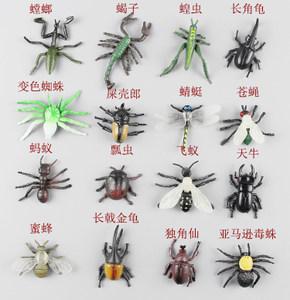 螳螂 蝎子 蝗虫 长角龟
变色蜘蛛 屎壳郎 蜻蜓 苍蝇
蚂蚁 瓢虫 飞蚁 天牛
蜜蜂 长戟金龟 独角仙 亚马逊毒蛛